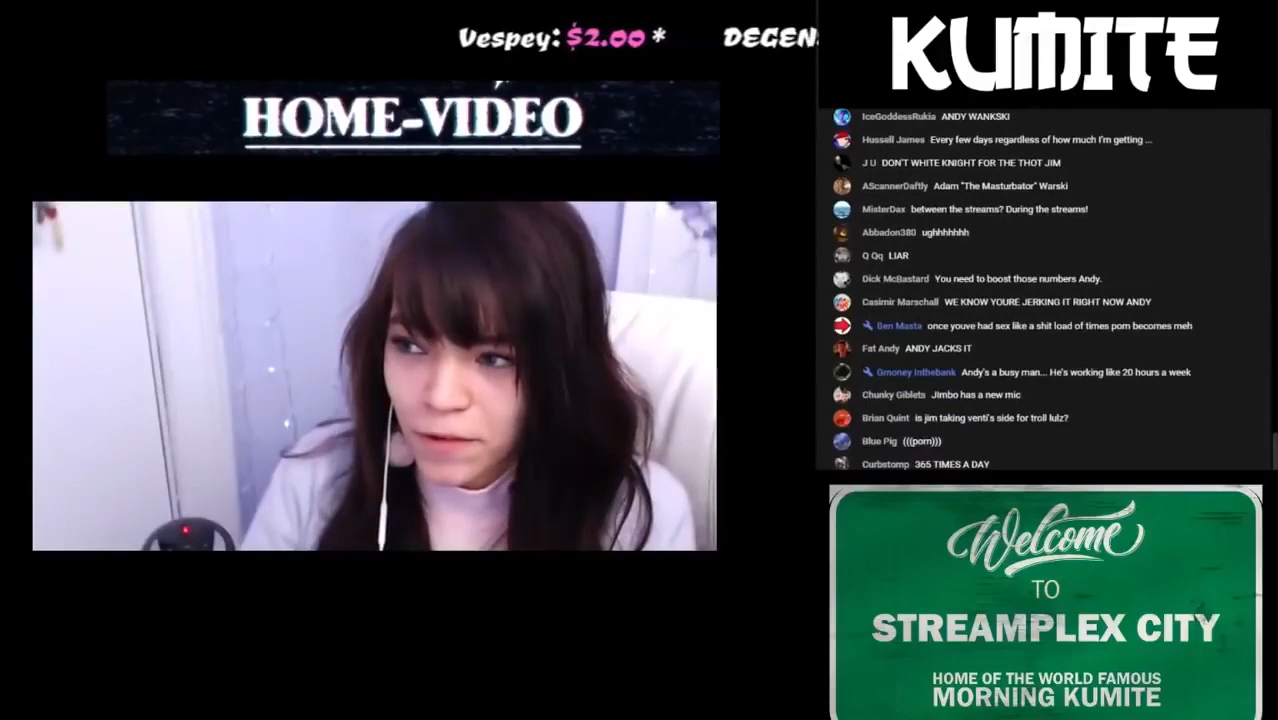 Vespey: $2.00 * DEGEN
HOME-VIDEO
KUMITE
IceGoddessRukia ANDY WANKSKI
Hussell James Every few days regardless of how much I'm getting ...
J U DON'T WHITE KNIGHT FOR THE THOT JIM
AScannerDaftly Adam "The Masturbator" Warski
MisterDax between the streams? During the streams!
Abbadon380 ughhhhhhh
Q Qq LIAR
Dick McBastard You need to boost those numbers Andy.
Casimir Marschall WE KNOW YOURE JERKING IT RIGHT NOW ANDY
Ben Masta once youve had sex like a shit load of times porn becomes meh
Fat Andy ANDY JACKS IT
Gmoney Inthebank Andy's a busy man... He's working like 20 hours a week
Chunky Giblets Jimbo has a new mic
Brian Quint is jim taking venti's side for troll lulz?
Blue Pig (((porn)))
Curbstomp 365 TIMES A DAY
Welcome
TO
STREAMPLEX CITY
HOME OF THE WORLD FAMOUS
MORNING KUMITE